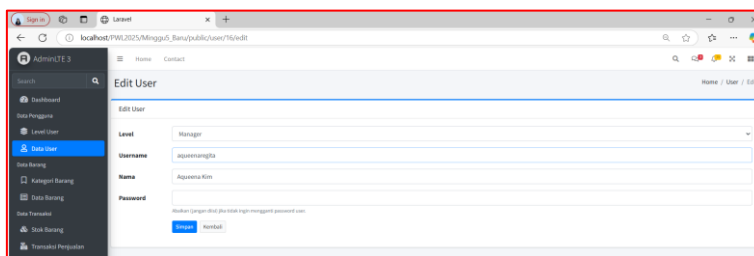 Sign in
Laravel
localhost/PWL2025/Minggu5_Baru/public/user/16/edit
AdminLTE 3
Home Contact
Search
Edit User
Home / User / Edi
Dashboard
Data Pengguna
Edit User
Level User
Level Manager
Data User
Username aqueenangita
Data Barang
Nama Aqueena Kim
Kategori Barang
Data Barang
Password
Abaikan (jangan diisi) jika tidak ingin mengganti password user.
Data Transaksi
Simpan Kembali
Stok Barang
Transaksi Penjualan